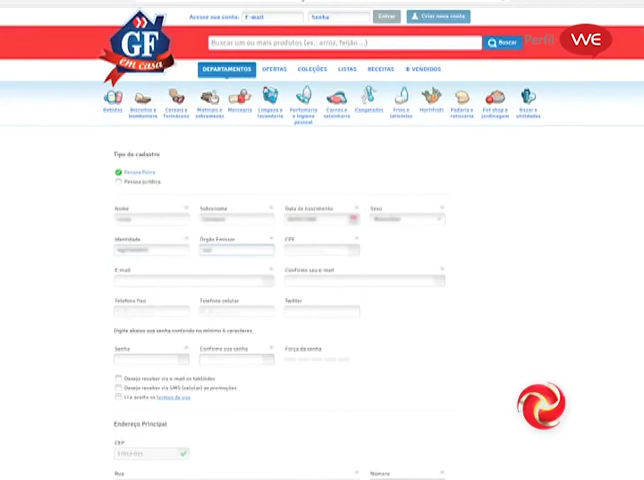 Acesse sua conta:
E-mail
Senha
Entrar
Criar nova conta
GF
em casa
Buscar um ou mais produtos (ex.: arroz, feijão ...)
Buscar
Perfil
WE
DEPARTAMENTOS
OFERTAS
COLEÇÕES
LISTAS
RECEITAS
+ VENDIDOS
Bebidas
Biscoitos e bomboniere
Cereais e
Matinais e sobremesas
Mercearia
Limpeza e lavanderia
Perfumaria e higiene pessoal
Carnes e salsicharia
Congelados
Frios e laticínios
Hortifruti
Padaria e rotisseria
Pet shop e jardinagem
Bazar e utilidades
Tipo de cadastro
Pessoa física
Pessoa jurídica
Nome
Sobrenome
Data de nascimento
Sexo
Masculino
Identidade
Órgão Emissor
CPF
E-mail
Confirme seu e-mail
Telefone fixo
Telefone celular
Twitter
Digite abaixo sua senha contendo no mínimo 6 caracteres
Senha
Confirme sua senha
Força da senha
Desejo receber via e-mail os tablóides
Desejo receber via SMS (celular) as promoções
Li e aceito os termos de uso
Endereço Principal
CEP
Rua
Número